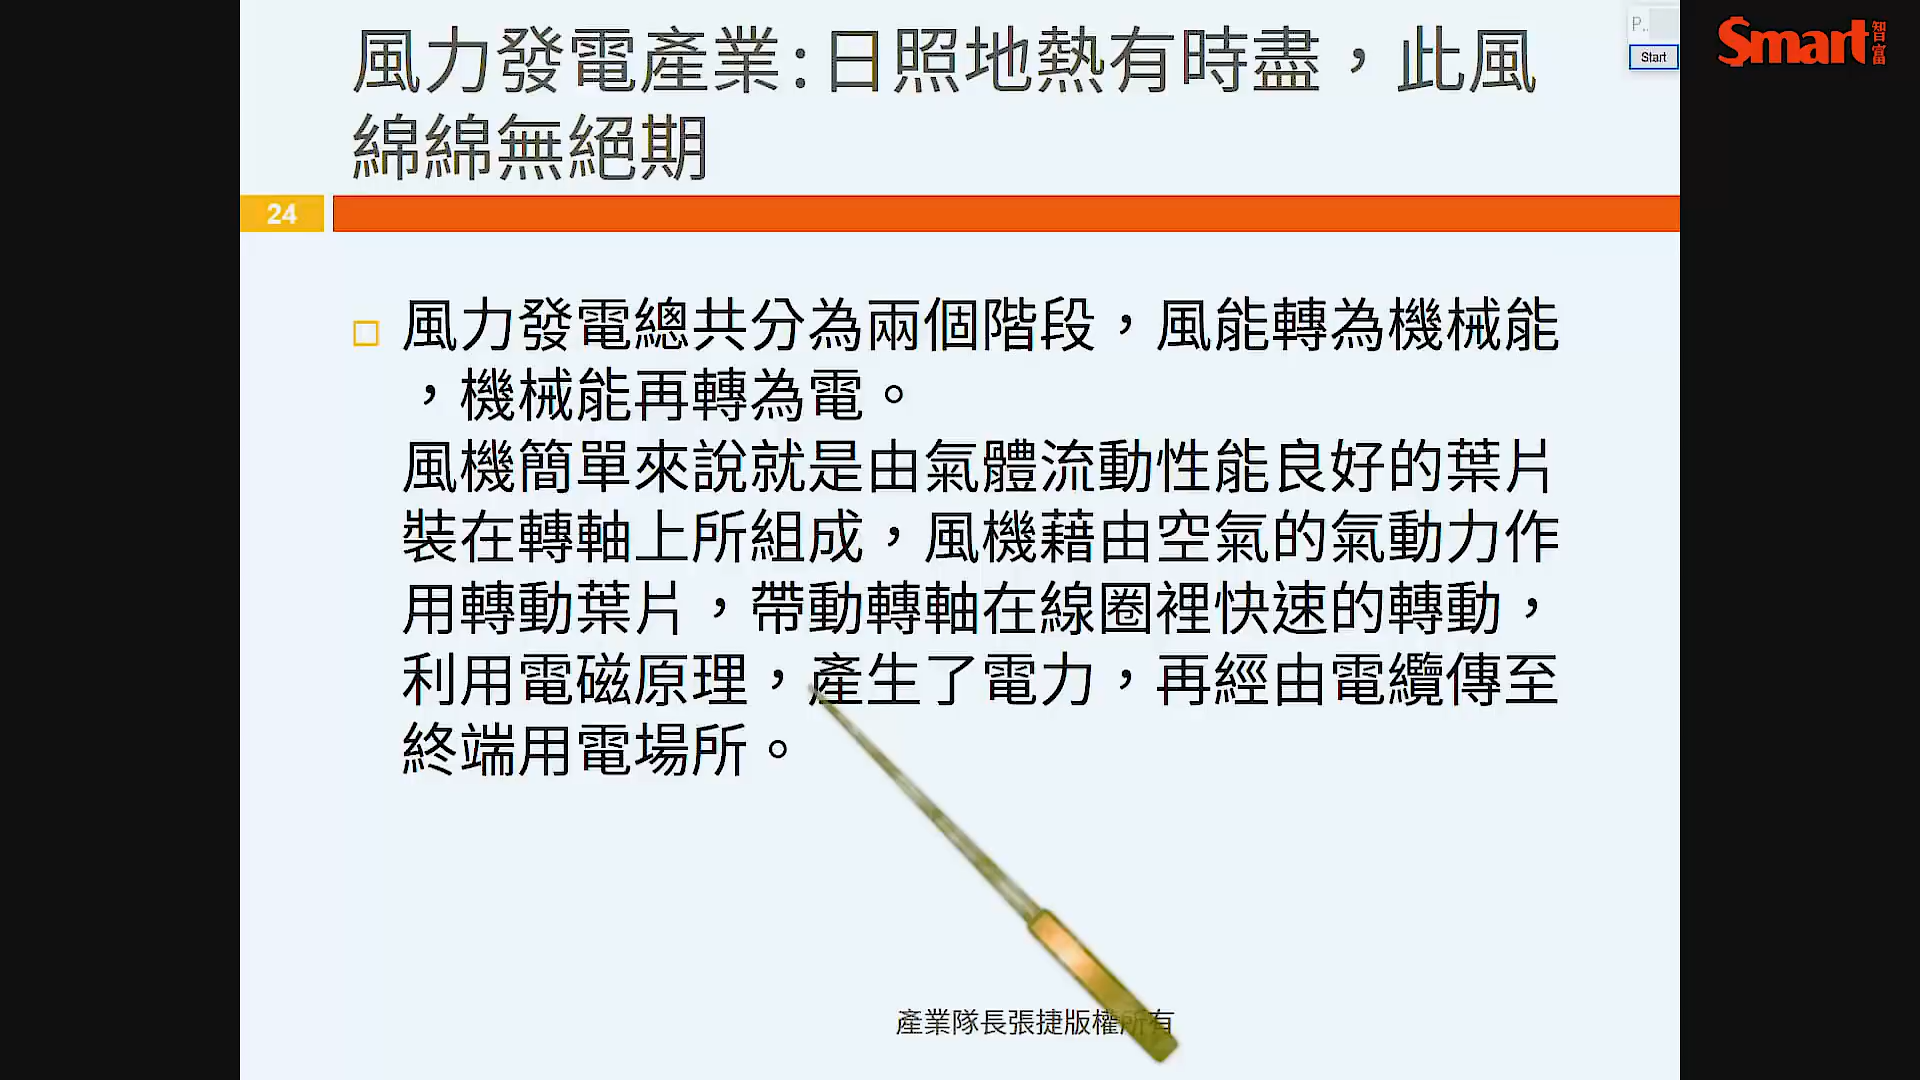 風力發電產業:日照地熱有時盡，此風
綿綿無絕期
P..
Start
Smart智富
24
風力發電總共分為兩個階段，風能轉為機械能
，機械能再轉為電。
風機簡單來說就是由氣體流動性能良好的葉片
裝在轉軸上所組成，風機藉由空氣的氣動力作
用轉動葉片，帶動轉軸在線圈裡快速的轉動，
利用電磁原理，產生了電力，再經由電纜傳至
終端用電場所。
產業隊長張捷版權所有